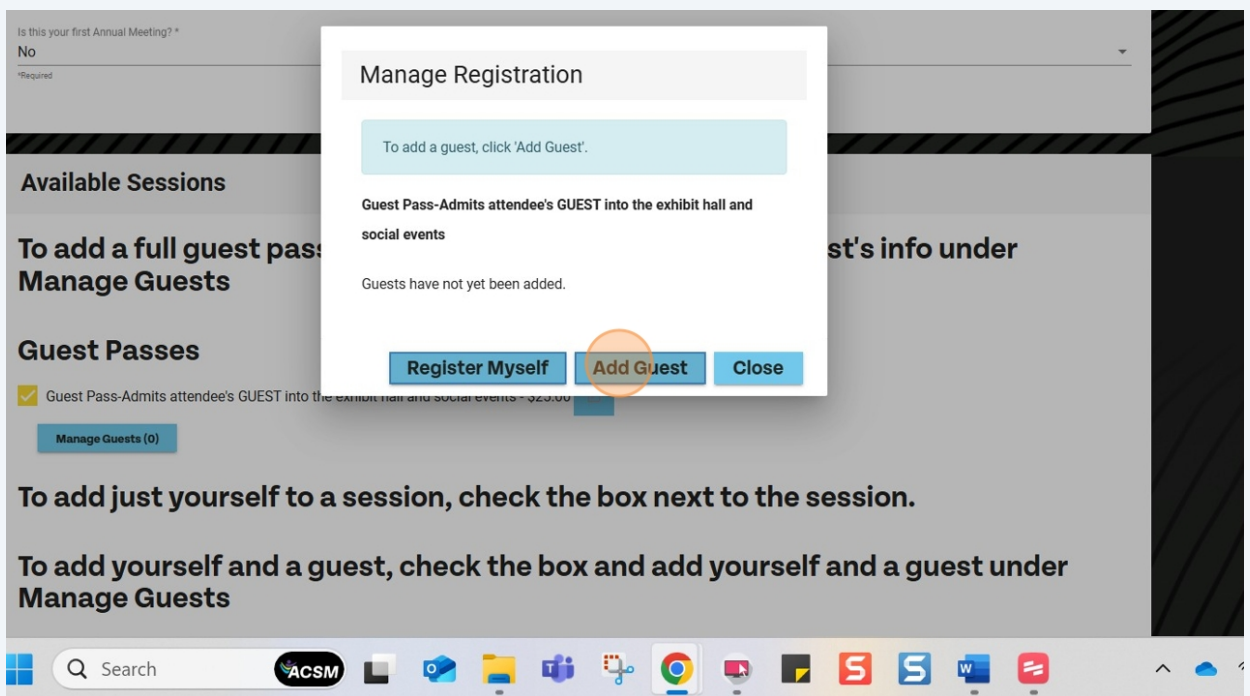 Is this your first Annual Meeting? *
No
*Required
Manage Registration
To add a guest, click 'Add Guest'.
Guest Pass-Admits attendee's GUEST into the exhibit hall and
social events
Guests have not yet been added.
Register Myself Add Guest Close
Available Sessions
To add a full guest pass st's info under
Manage Guests
Guest Passes
Guest Pass-Admits attendee's GUEST into the exhibit hall and social events - $25.00
Manage Guests (0)
To add just yourself to a session, check the box next to the session.
To add yourself and a guest, check the box and add yourself and a guest under
Manage Guests
Search ACSM